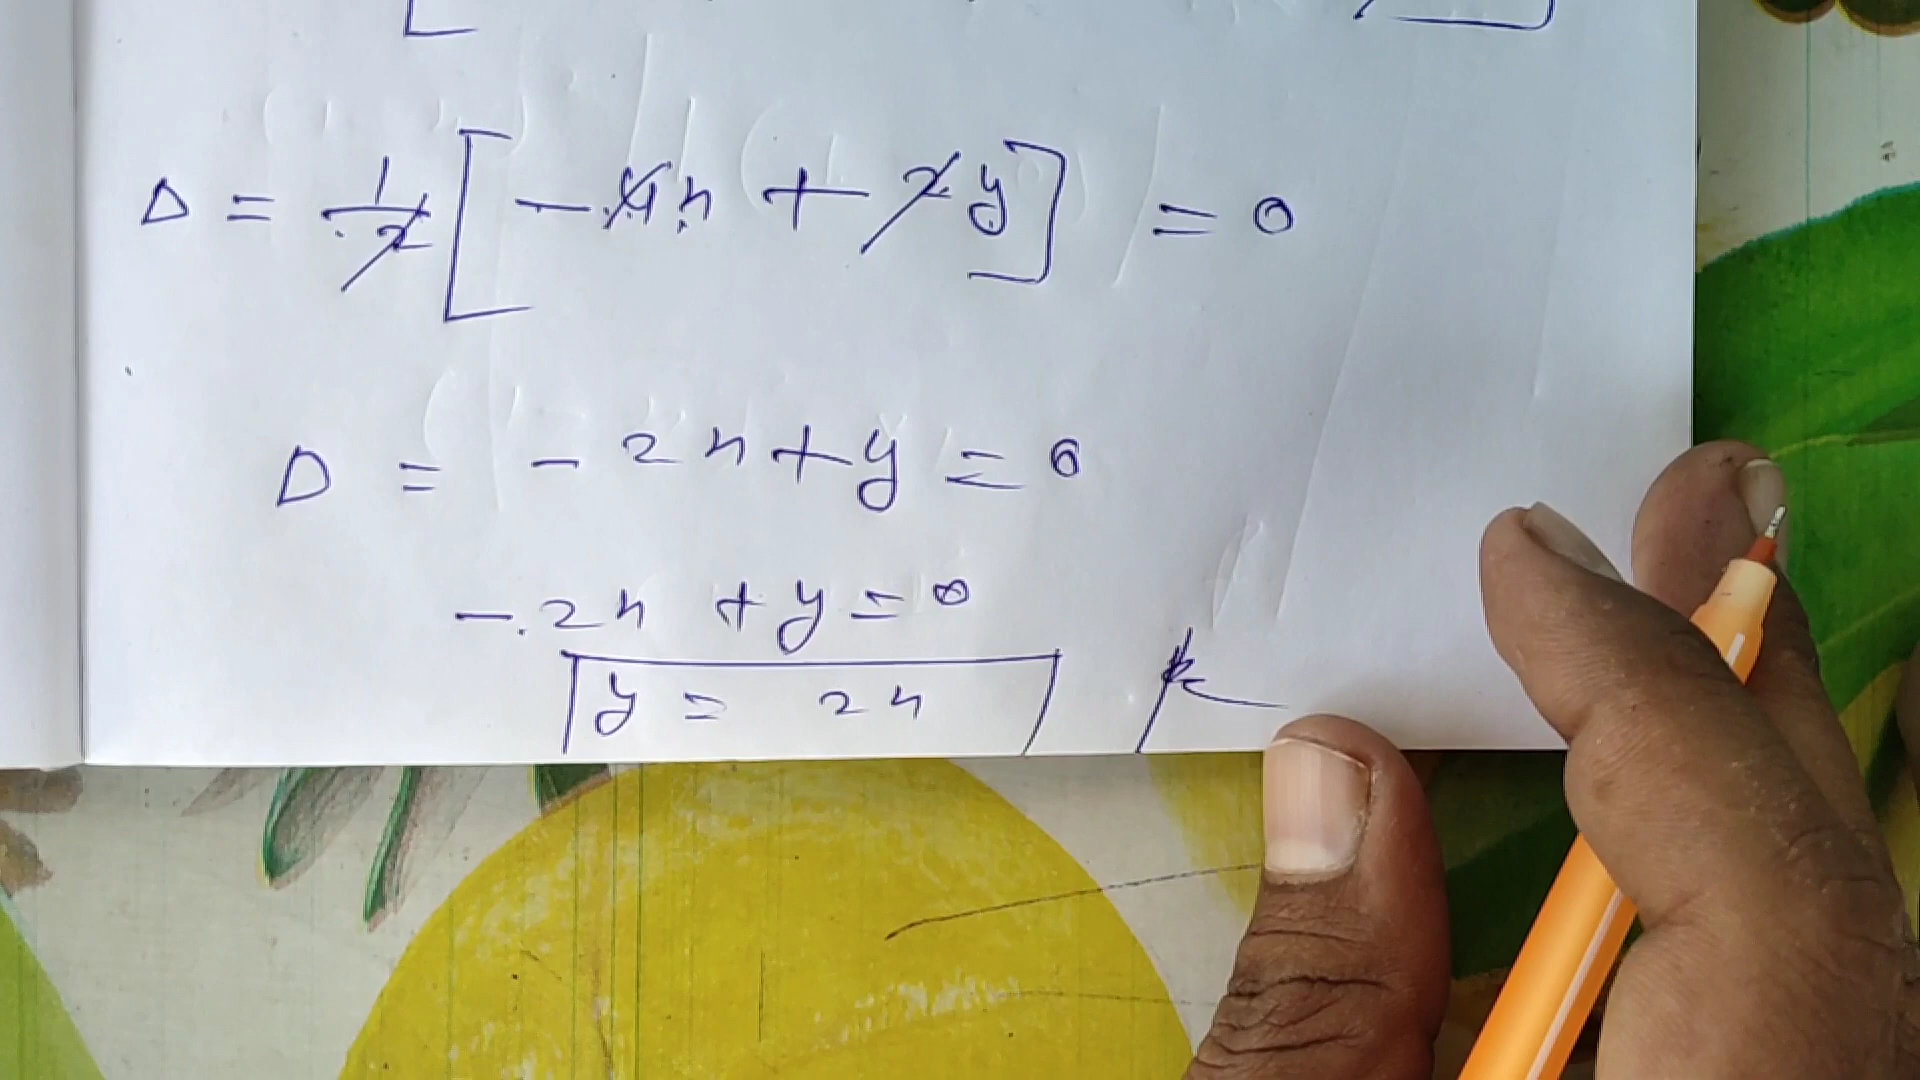 Δ = 1/2 [ - 4x + 2y ] = 0
Δ = - 2x + y = 0
- 2x + y = 0
y = 2x